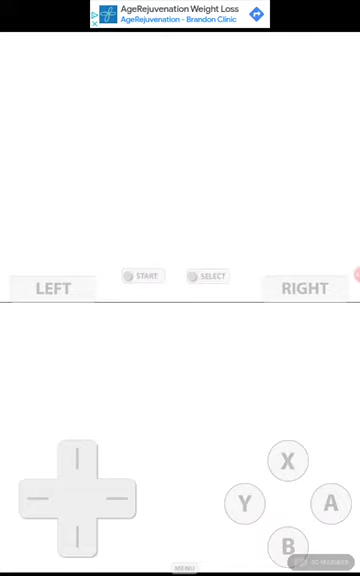 AgeRejuvenation Weight Loss
AgeRejuvenation - Brandon Clinic
START
SELECT
LEFT
RIGHT
X
Y
A
B
MENU